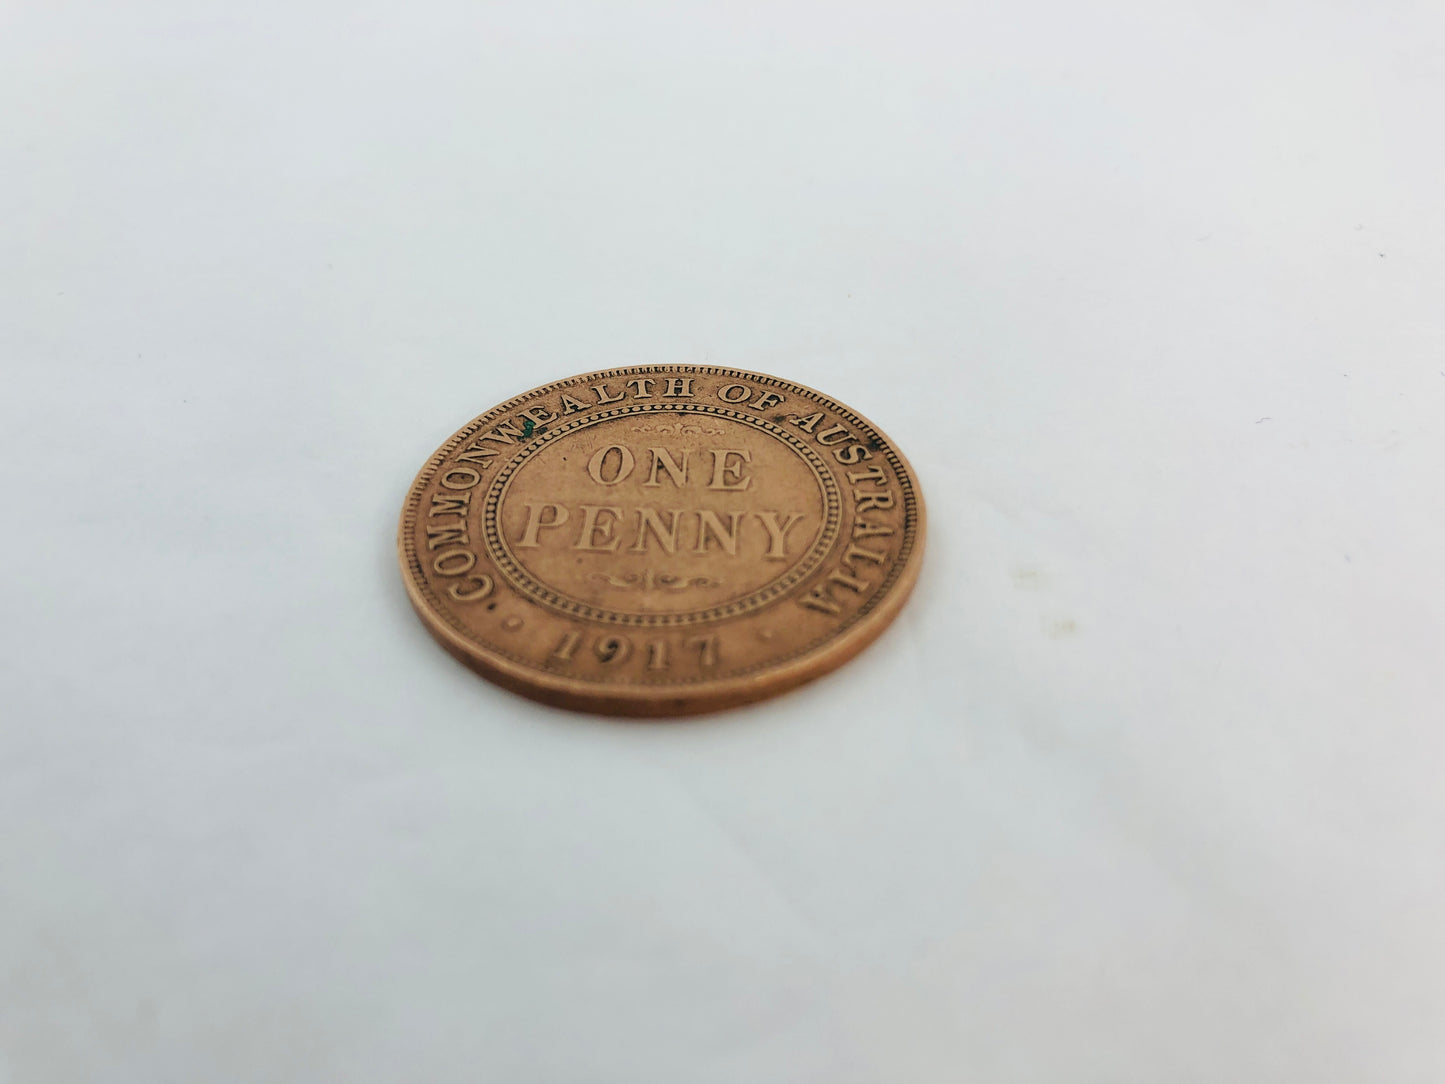 COMMONWEALTH OF AUSTRALIA
ONE
PENNY
1917